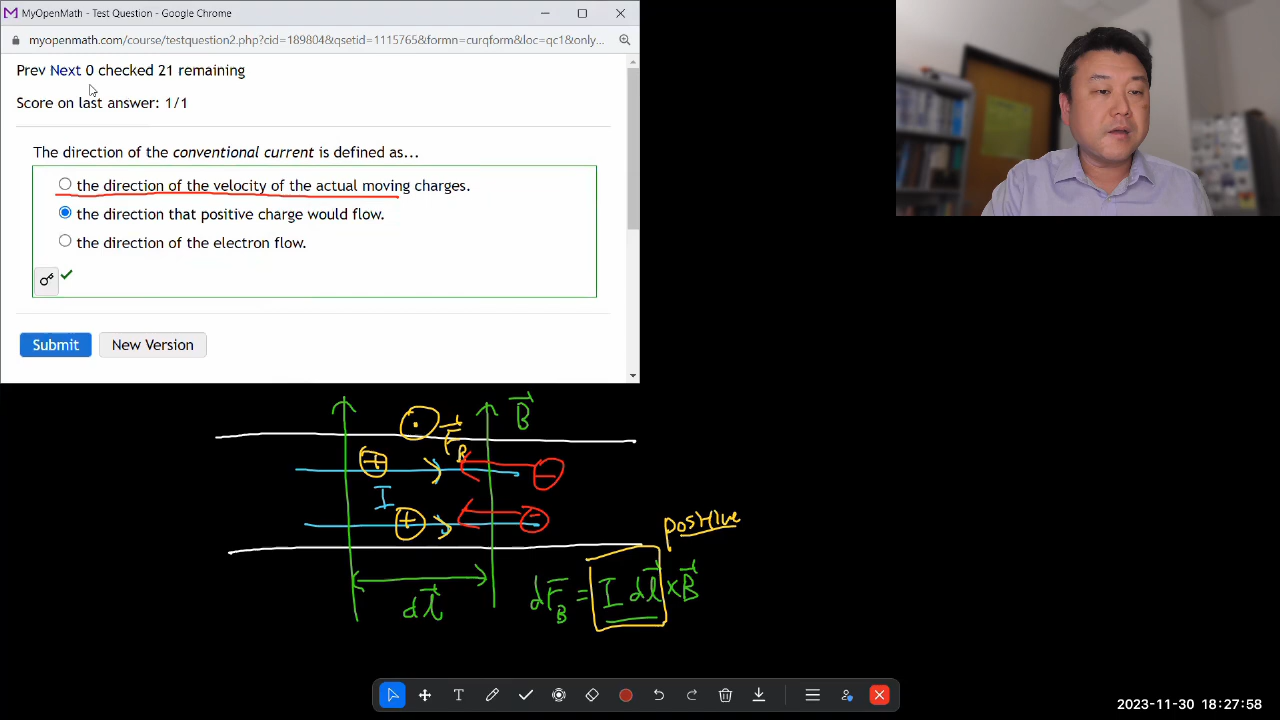 MyOpenMath - Test Question - Google Chrome
myopenmath.com/course/testquestion2.php?cid=189804&qsetid=1115765&formn=curqform&loc=qc1&only...
Prev Next 0 checked 21 remaining
Score on last answer: 1/1
The direction of the conventional current is defined as...
the direction of the velocity of the actual moving charges.
the direction that positive charge would flow.
the direction of the electron flow.
Submit New Version
B
F
B
+ −
I
+ −
positive
dl
dF_B = I dl × B
T
2023-11-30 18:27:58